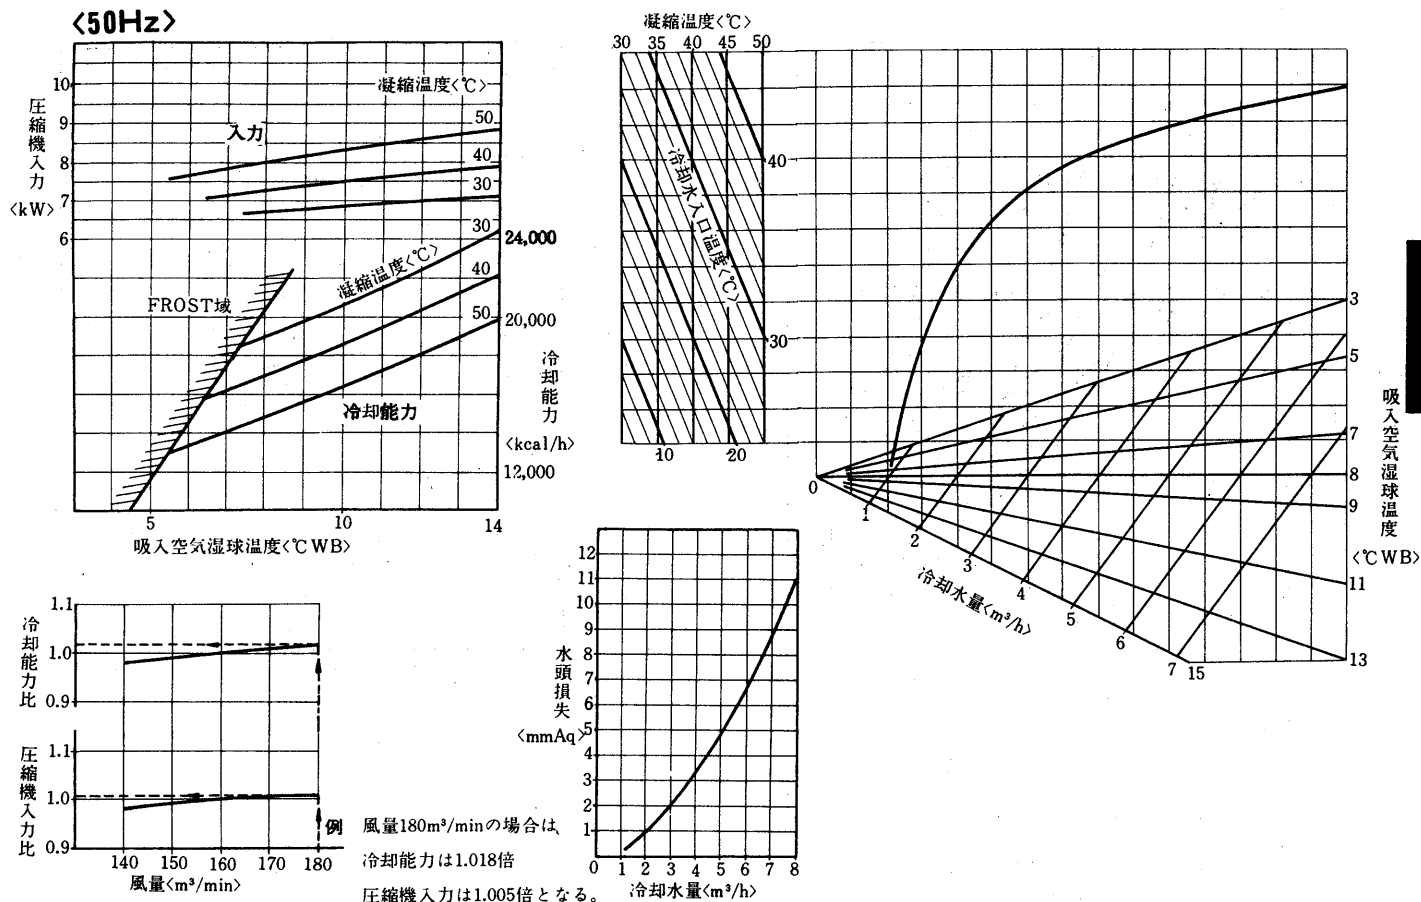 <50Hz>
凝縮温度<℃>
10
9
8
7
6
圧縮機入力
<kW>
入力
50
40
30
30
40
50
凝縮温度<℃>
FROST域
冷却能力
24,000
20,000
12,000
冷却能力
<kcal/h>
5
10
14
吸入空気湿球温度<℃WB>
凝縮温度<℃>
30 35 40 45 50
冷却水入口温度<℃>
40
30
10
20
0
1
2
3
4
5
6
7
冷却水量<m³/h>
3
5
7
8
9
11
13
15
吸入空気湿球温度
<℃WB>
冷却能力比
1.1
1.0
0.9
圧縮機入力比
1.1
1.0
0.9
140 150 160 170 180
風量<m³/min>
例
風量180m³/minの場合は、
冷却能力は1.018倍
圧縮機入力は1.005倍となる。
水頭損失
<mmAq>
12
11
10
9
8
7
6
5
4
3
2
1
0 1 2 3 4 5 6 7 8
冷却水量<m³/h>